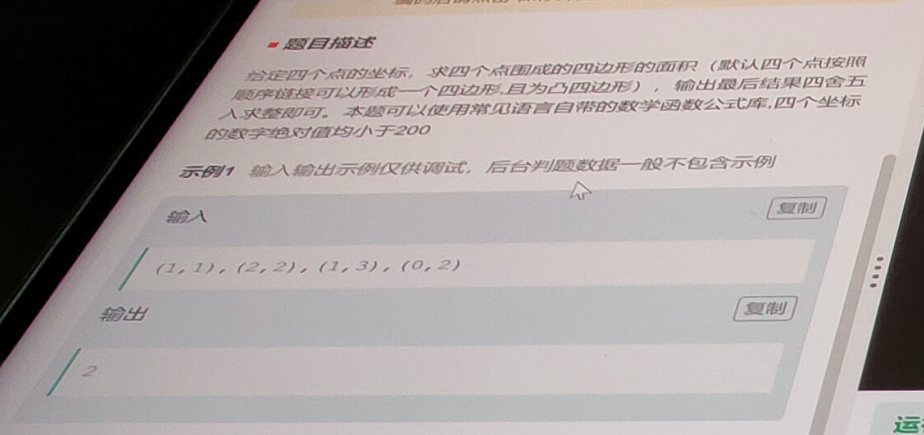 题目描述
给定四个点的坐标，求四个点围成的四边形的面积（默认四个点按照
顺序链接可以形成一个四边形,且为凸四边形），输出最后结果四舍五
入求整即可。本题可以使用常见语言自带的数学函数公式库,四个坐标
的数字绝对值均小于200
示例1 输入输出示例仅供调试，后台判题数据一般不包含示例
输入
复制
(1,1),(2,2),(1,3),(0,2)
输出
复制
2
运